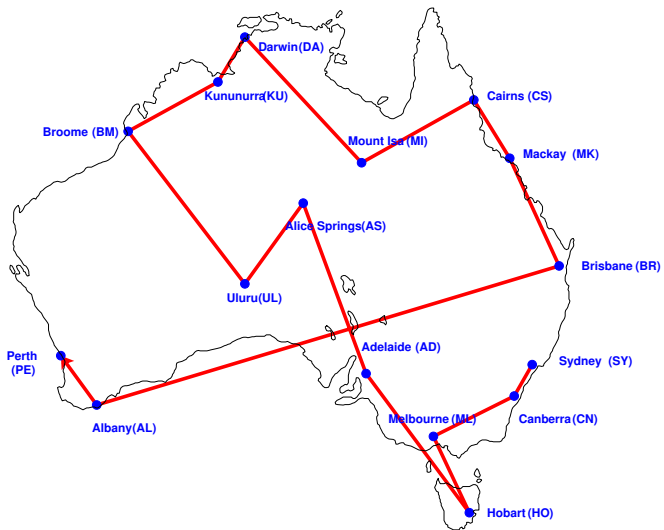 Darwin (DA)
Kununurra(KU)
Cairns (CS)
Broome (BM)
Mount Isa (MI)
Mackay (MK)
Alice Springs(AS)
Brisbane (BR)
Uluru(UL)
Perth
(PE)
Adelaide (AD)
Sydney (SY)
Albany(AL)
Melbourne (ML)
Canberra(CN)
Hobart (HO)